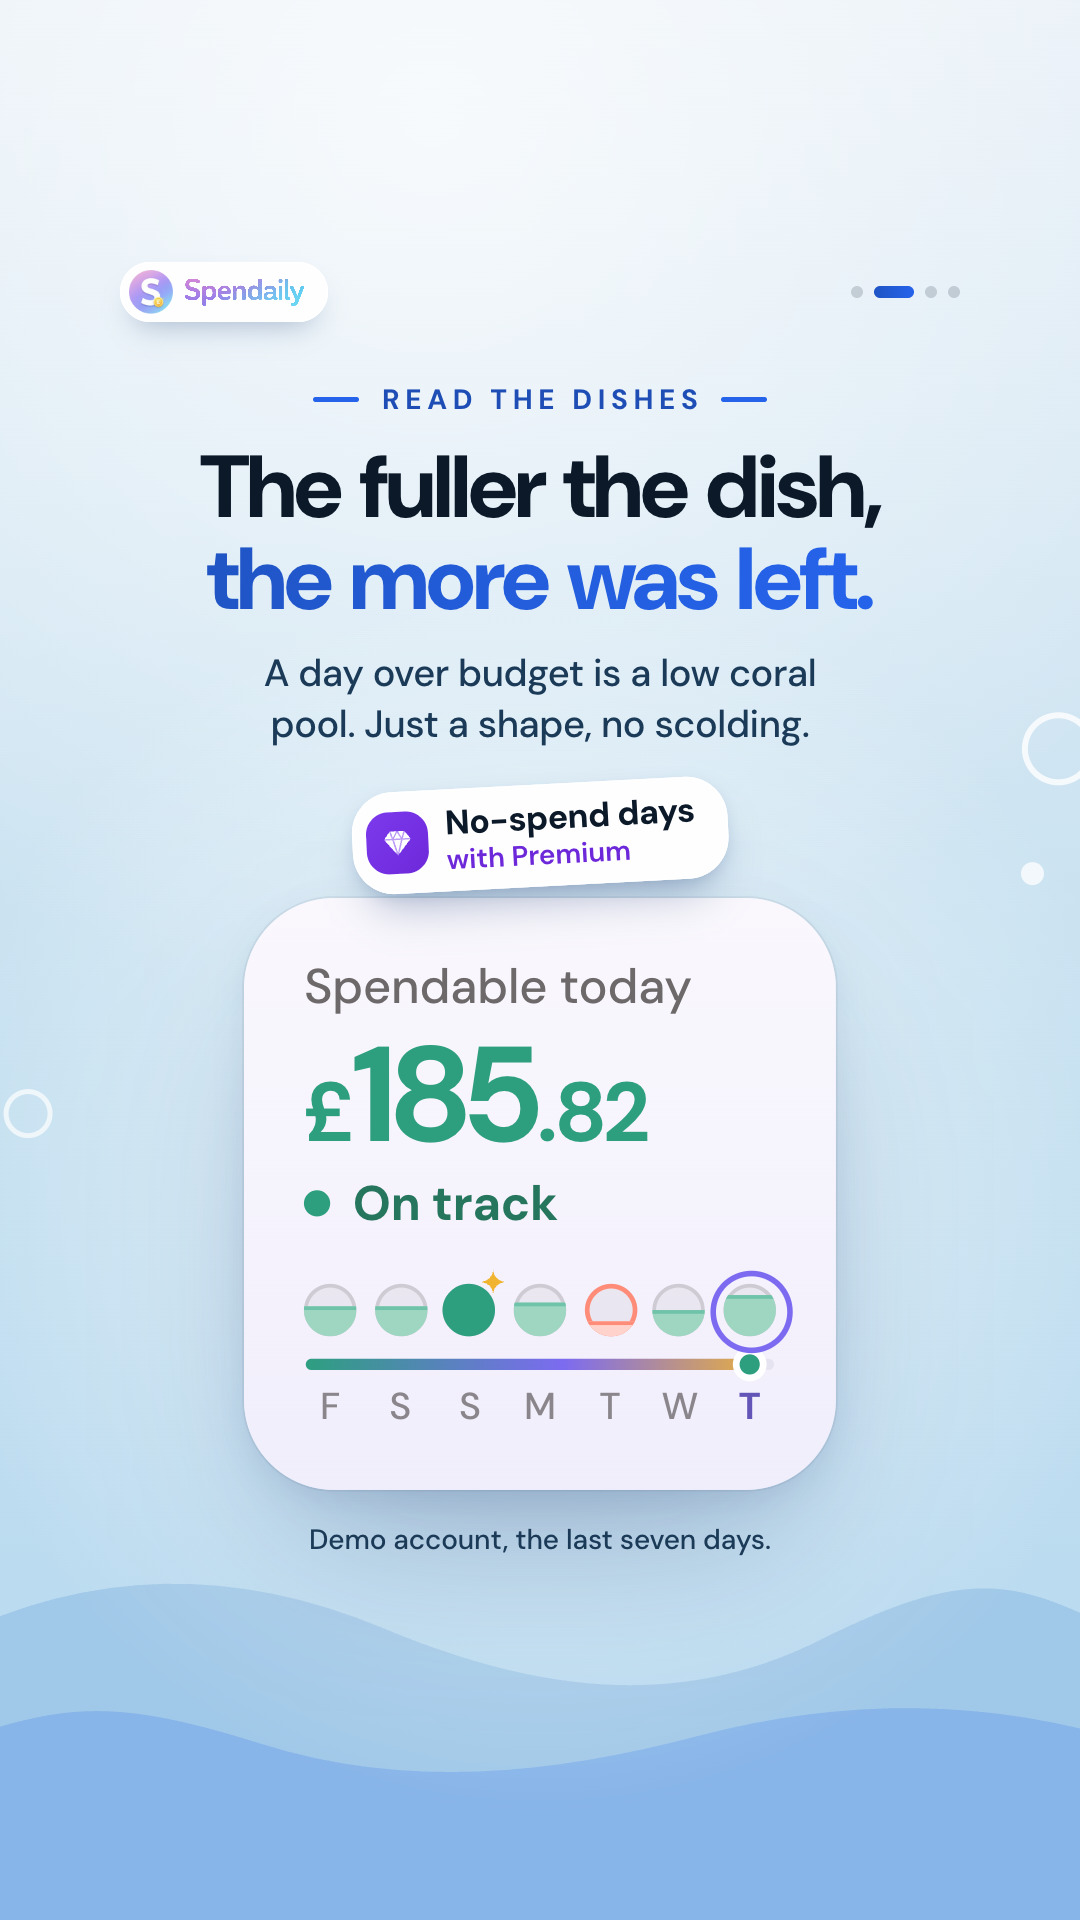 Spendaily
READ THE DISHES
The fuller the dish,
the more was left.
A day over budget is a low coral
pool. Just a shape, no scolding.
No-spend days
with Premium
Spendable today
£185.82
On track
F S S M T W T
Demo account, the last seven days.